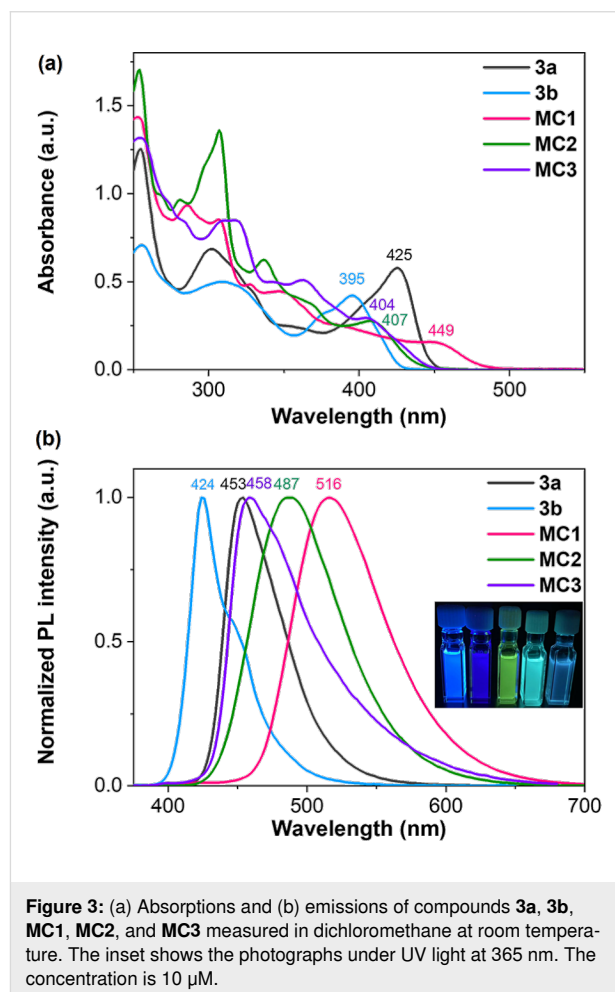 (a)
3a
3b
MC1
MC2
MC3
Absorbance (a.u.)
1.5
1.0
0.5
0.0
395
425
404
407
449
300
400
500
Wavelength (nm)
(b)
424
453
458
487
516
3a
3b
MC1
MC2
MC3
Normalized PL intensity (a.u.)
1.0
0.5
0.0
400
500
600
700
Wavelength (nm)
Figure 3: (a) Absorptions and (b) emissions of compounds 3a, 3b,
MC1, MC2, and MC3 measured in dichloromethane at room tempera-
ture. The inset shows the photographs under UV light at 365 nm. The
concentration is 10 µM.